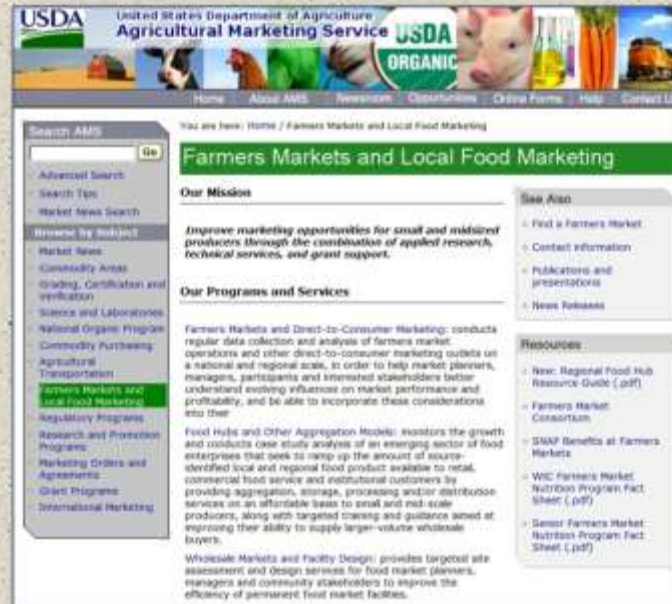 USDA
United States Department of Agriculture
Agricultural Marketing Service
USDA
ORGANIC
Home
About AMS
Newsroom
Opportunities
Online Forms
Help
Contact
Search AMS
Go
Advanced Search
Search Tips
Market News Search
Browse by Subject
Market News
Commodity Areas
Grading, Certification and
Verification
Science and Laboratories
National Organic Program
Commodity Purchasing
Agricultural
Transportation
Farmers Markets and
Local Food Marketing
Regulatory Programs
Research and Promotion
Programs
Marketing Orders and
Agreements
Grant Programs
International Marketing
You are here: Home / Farmers Markets and Local Food Marketing
Farmers Markets and Local Food Marketing
Our Mission
Improve marketing opportunities for small and midsized
producers through the combination of applied research,
technical services, and grant support.
Our Programs and Services
Farmers Markets and Direct-to-Consumer Marketing: conducts
regular data collection and analysis of farmers market
operations and other direct-to-consumer marketing outlets on
a national and regional scale, in order to help market planners,
managers, participants and interested stakeholders better
understand evolving influences on market performance and
profitability, and be able to incorporate these considerations
into their
Food Hubs and Other Aggregation Models: monitors the growth
and conducts case study analysis of an emerging sector of food
enterprises that seek to ramp up the amount of source-
identified local and regional food product available to retail,
commercial food service and institutional customers by
providing aggregation, storage, processing and/or distribution
services on an affordable basis to small and mid-scale
producers, along with targeted training and guidance aimed at
improving their ability to supply larger-volume wholesale
buyers.
Wholesale Markets and Facility Design: provides targeted site
assessment and design services for food market planners,
managers and community stakeholders to improve the
efficiency of permanent food market facilities.
See Also
Find a Farmers Market
Contact information
Publications and
presentations
News Releases
Resources
New: Regional Food Hub
Resource Guide (.pdf)
Farmers Market
Consortium
SNAP Benefits at Farmers
Markets
WIC Farmers Market
Nutrition Program Fact
Sheet (.pdf)
Senior Farmers Market
Nutrition Program Fact
Sheet (.pdf)